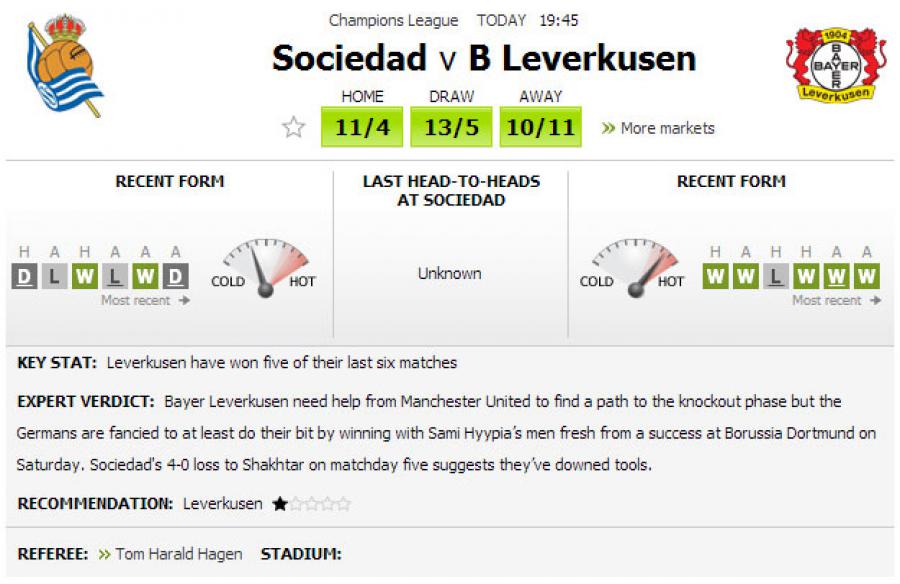 Champions League TODAY 19:45
Sociedad v B Leverkusen
HOME DRAW AWAY
11/4 13/5 10/11 More markets
1904
BAYER
BAYER
Leverkusen
RECENT FORM
H A H A A A
D L W L W D
Most recent
COLD HOT
LAST HEAD-TO-HEADS
AT SOCIEDAD
Unknown
RECENT FORM
COLD HOT
H A H H A A
W W L W W W
Most recent
KEY STAT: Leverkusen have won five of their last six matches
EXPERT VERDICT: Bayer Leverkusen need help from Manchester United to find a path to the knockout phase but the
Germans are fancied to at least do their bit by winning with Sami Hyypia's men fresh from a success at Borussia Dortmund on
Saturday. Sociedad's 4-0 loss to Shakhtar on matchday five suggests they've downed tools.
RECOMMENDATION: Leverkusen
REFEREE: Tom Harald Hagen STADIUM: